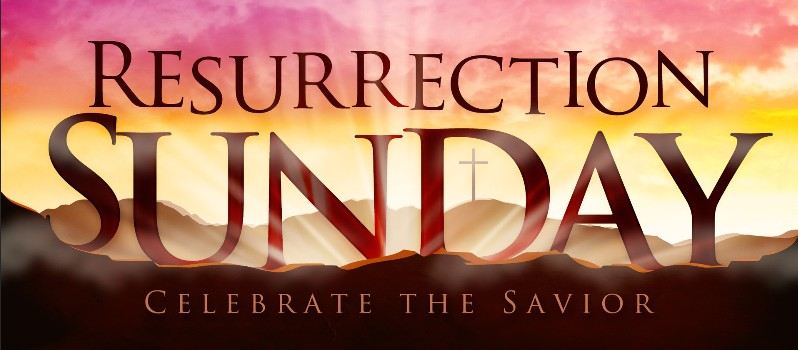 Resurrection
Sunday
Celebrate the Savior